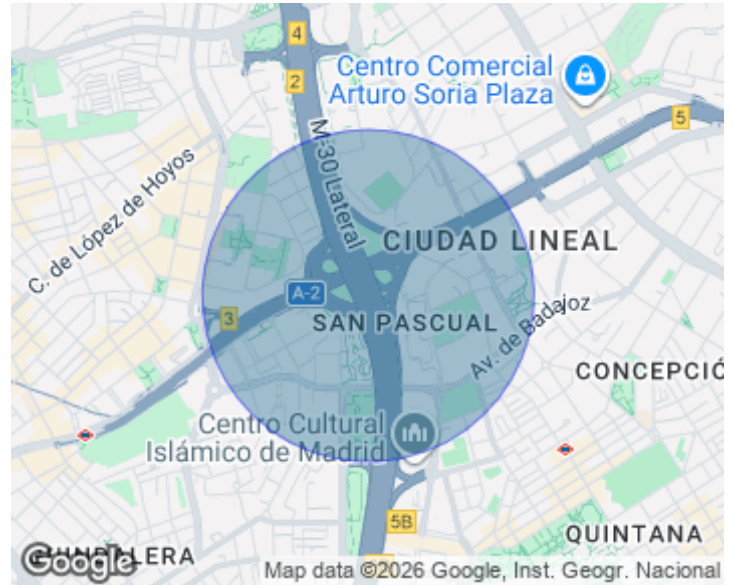 4
2
Centro Comercial
Arturo Soria Plaza
5
M-30 Lateral
C. de López de Hoyos
CIUDAD LINEAL
A-2
3
SAN PASCUAL
Av. de Badajoz
CONCEPCIÓ
Centro Cultural
Islámico de Madrid
5B
QUINTANA
Google
Map data ©2026 Google, Inst. Geogr. Nacional